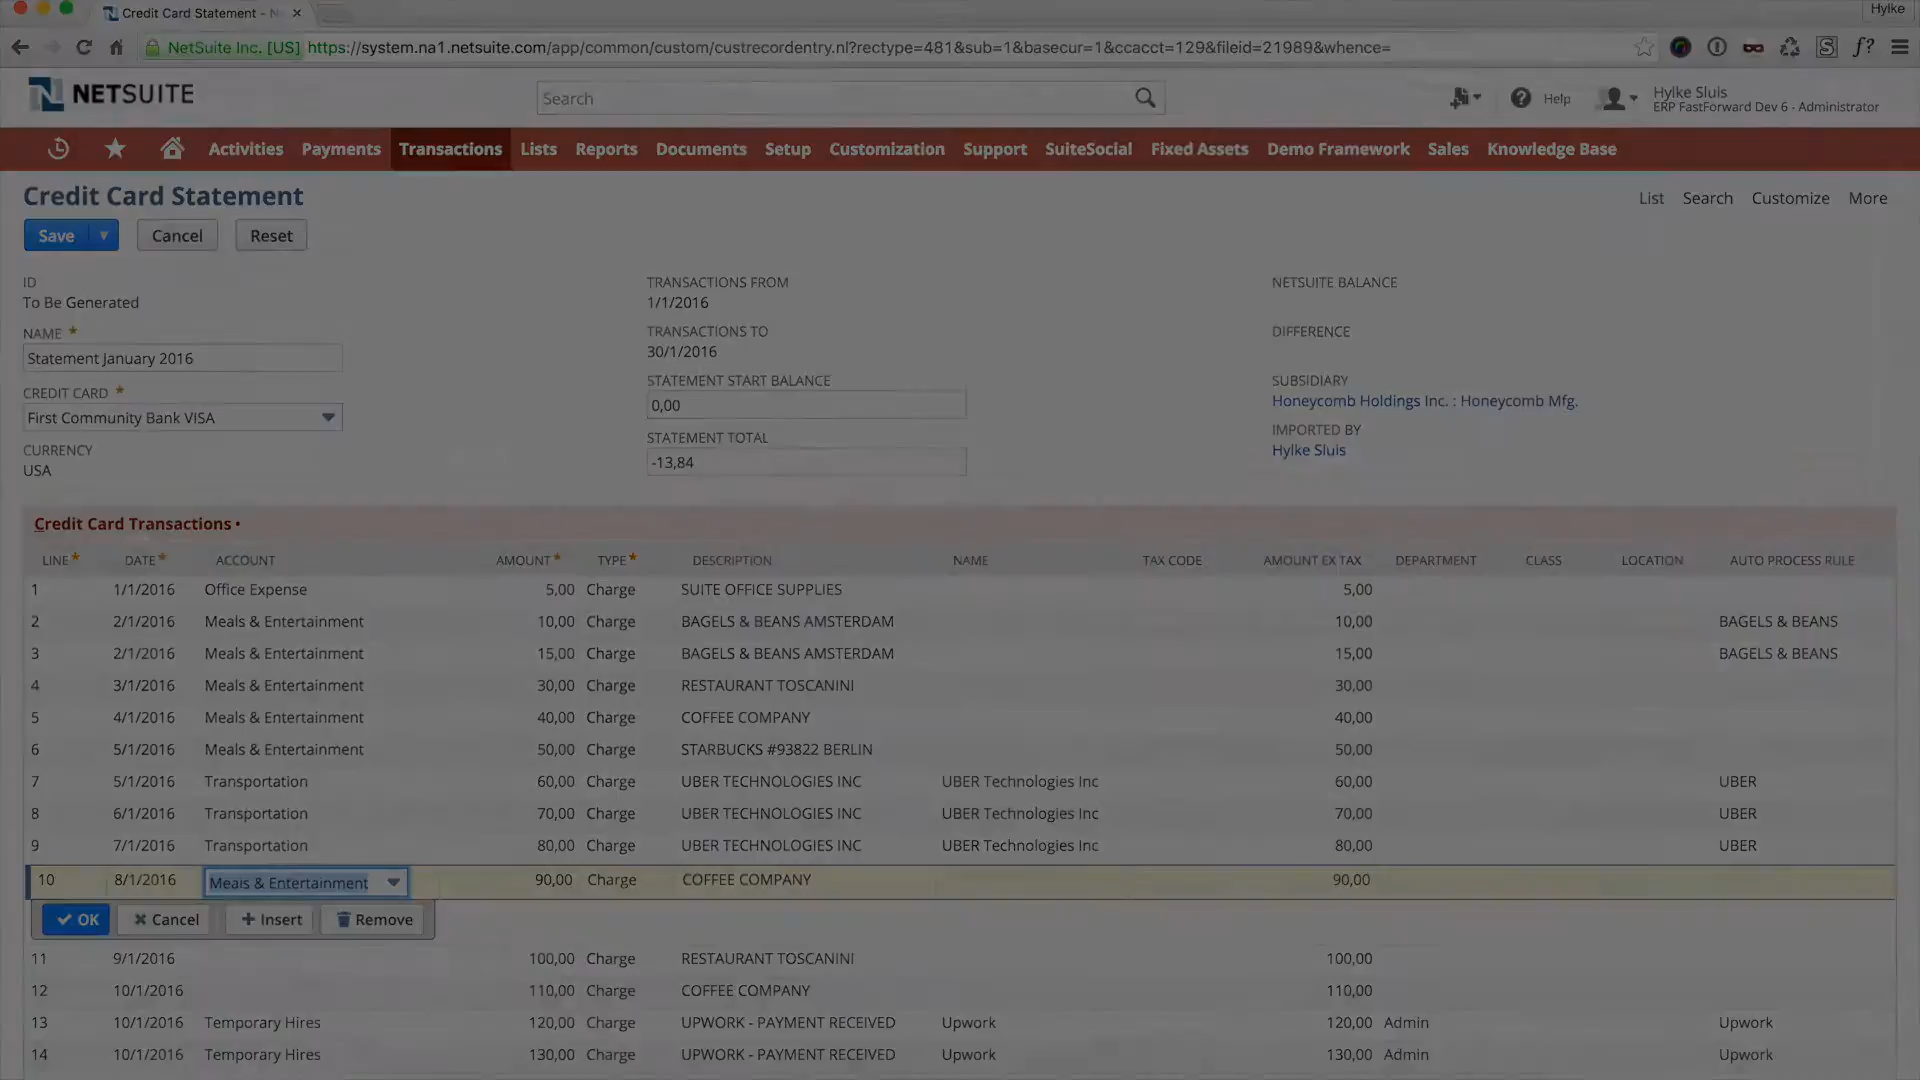 Credit Card Statement - N
Hylke
NetSuite Inc. [US] https://system.na1.netsuite.com/app/common/custom/custrecordentry.nl?rectype=481&sub=1&basecur=1&ccacct=129&fileid=21989&whence=
NETSUITE
Search
Help
Hylke Sluis
ERP FastForward Dev 6 - Administrator
Activities Payments Transactions Lists Reports Documents Setup Customization Support SuiteSocial Fixed Assets Demo Framework Sales Knowledge Base
Credit Card Statement
List Search Customize More
Save Cancel Reset
ID
To Be Generated
NAME *
Statement January 2016
CREDIT CARD *
First Community Bank VISA
CURRENCY
USA
TRANSACTIONS FROM
1/1/2016
TRANSACTIONS TO
30/1/2016
STATEMENT START BALANCE
0,00
STATEMENT TOTAL
-13,84
NETSUITE BALANCE
DIFFERENCE
SUBSIDIARY
Honeycomb Holdings Inc. : Honeycomb Mfg.
IMPORTED BY
Hylke Sluis
Credit Card Transactions •
LINE * DATE * ACCOUNT AMOUNT * TYPE * DESCRIPTION NAME TAX CODE AMOUNT EX TAX DEPARTMENT CLASS LOCATION AUTO PROCESS RULE
1 1/1/2016 Office Expense 5,00 Charge SUITE OFFICE SUPPLIES 5,00
2 2/1/2016 Meals & Entertainment 10,00 Charge BAGELS & BEANS AMSTERDAM 10,00 BAGELS & BEANS
3 2/1/2016 Meals & Entertainment 15,00 Charge BAGELS & BEANS AMSTERDAM 15,00 BAGELS & BEANS
4 3/1/2016 Meals & Entertainment 30,00 Charge RESTAURANT TOSCANINI 30,00
5 4/1/2016 Meals & Entertainment 40,00 Charge COFFEE COMPANY 40,00
6 5/1/2016 Meals & Entertainment 50,00 Charge STARBUCKS #93822 BERLIN 50,00
7 5/1/2016 Transportation 60,00 Charge UBER TECHNOLOGIES INC UBER Technologies Inc 60,00 UBER
8 6/1/2016 Transportation 70,00 Charge UBER TECHNOLOGIES INC UBER Technologies Inc 70,00 UBER
9 7/1/2016 Transportation 80,00 Charge UBER TECHNOLOGIES INC UBER Technologies Inc 80,00 UBER
10 8/1/2016 Meals & Entertainment 90,00 Charge COFFEE COMPANY 90,00
OK Cancel Insert Remove
11 9/1/2016 100,00 Charge RESTAURANT TOSCANINI 100,00
12 10/1/2016 110,00 Charge COFFEE COMPANY 110,00
13 10/1/2016 Temporary Hires 120,00 Charge UPWORK - PAYMENT RECEIVED Upwork 120,00 Admin Upwork
14 10/1/2016 Temporary Hires 130,00 Charge UPWORK - PAYMENT RECEIVED Upwork 130,00 Admin Upwork